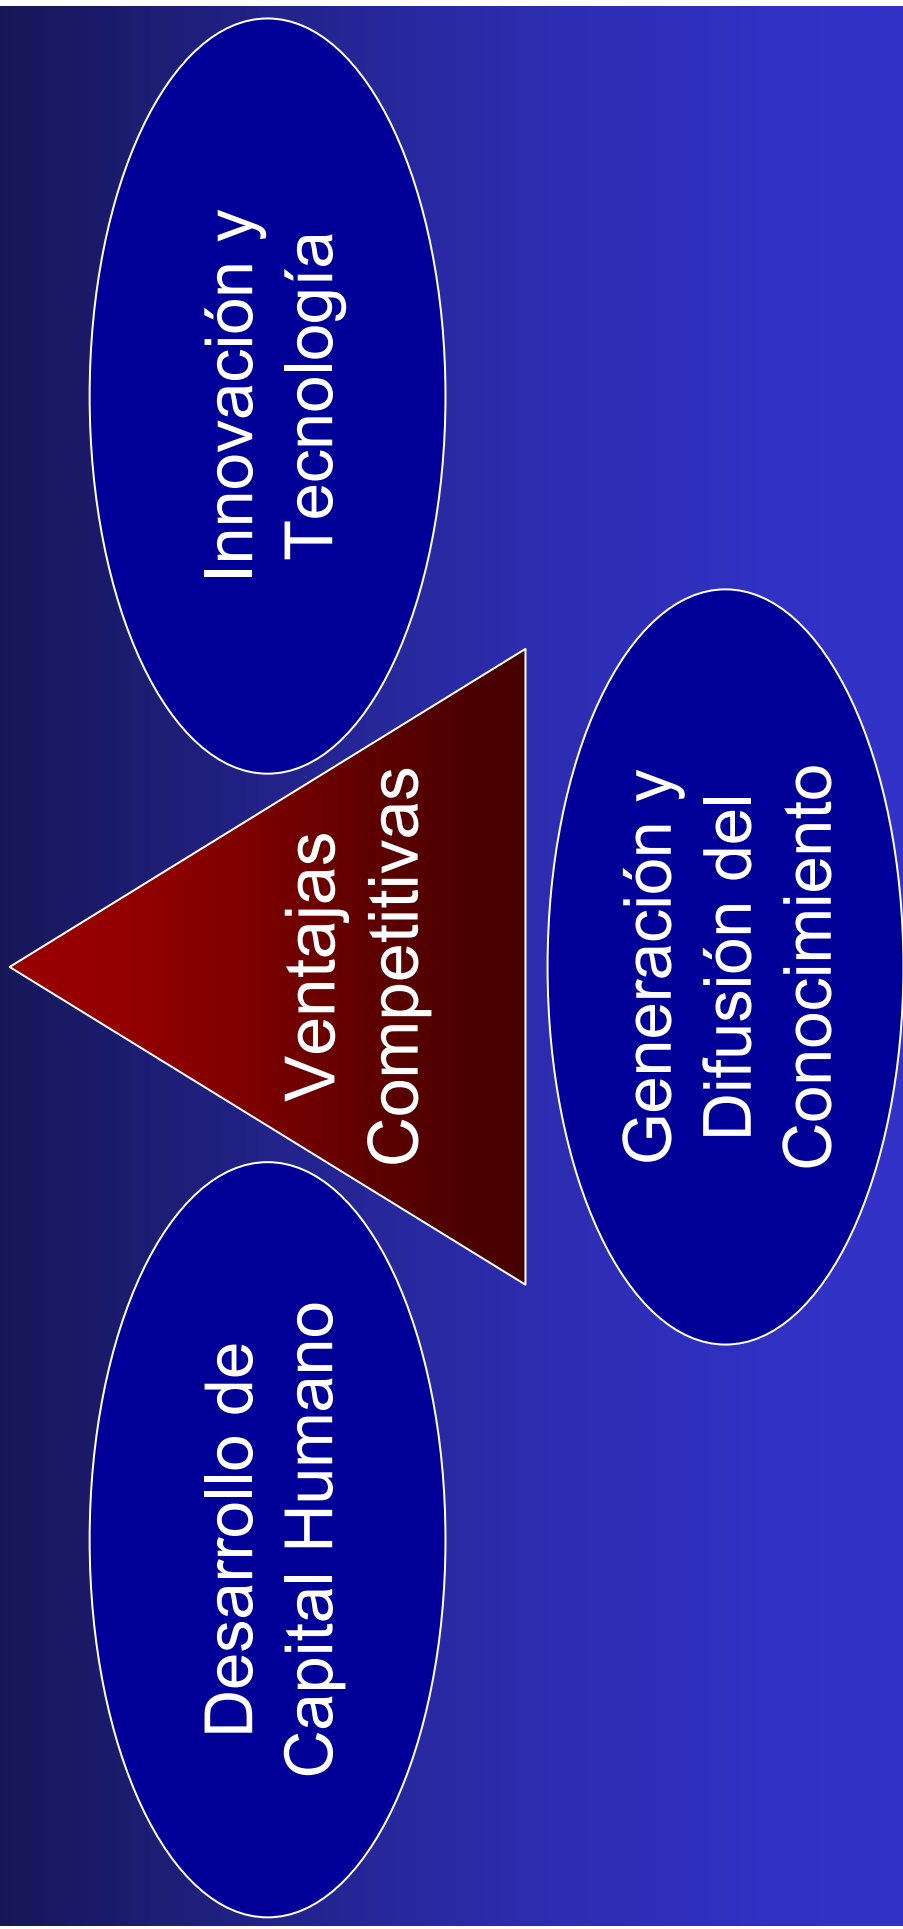 Desarrollo de
Capital Humano
Ventajas
Competitivas
Innovación y
Tecnología
Generación y
Difusión del
Conocimiento